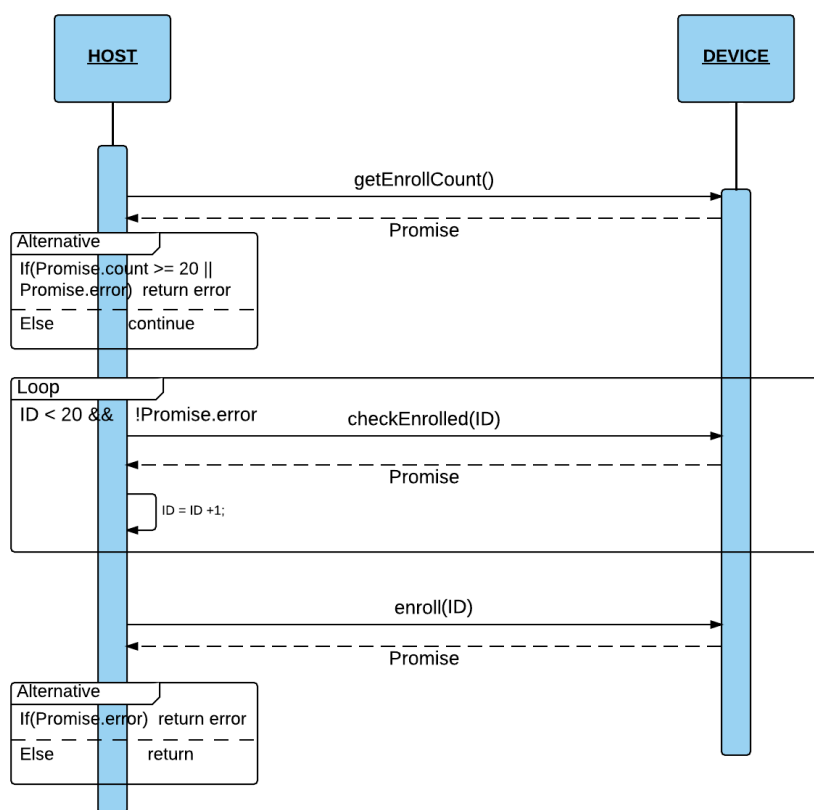 HOST
DEVICE
getEnrollCount()
Promise
Alternative
If(Promise.count >= 20 ||
Promise.error) return error
Else continue
Loop
ID < 20 && !Promise.error
checkEnrolled(ID)
Promise
ID = ID +1;
enroll(ID)
Promise
Alternative
If(Promise.error) return error
Else return